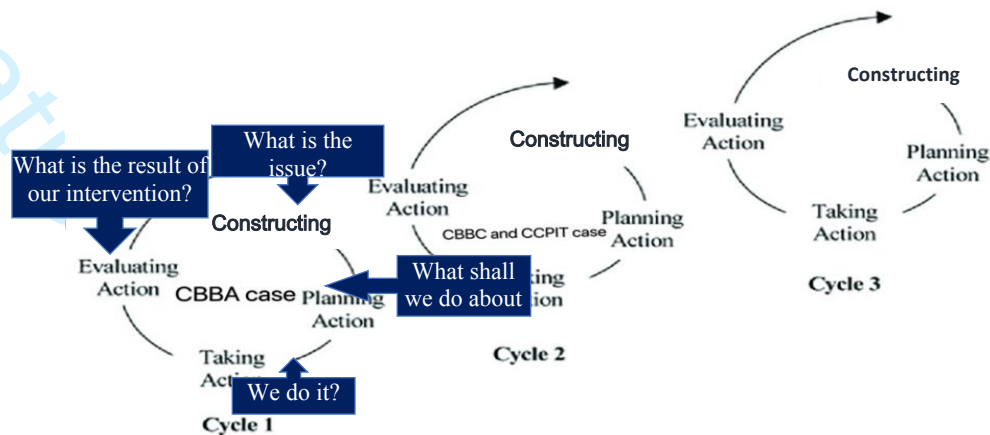 What is the result of
our intervention?
What is the
issue?
Constructing
Evaluating
Action
CBBA case
Planning
Action
Taking
We do it?
Cycle 1
Constructing
Evaluating
Action
CBBC and CCPIT case
Planning
Action
What shall
we do about
Cycle 2
Constructing
Evaluating
Action
Planning
Action
Taking
Action
Cycle 3